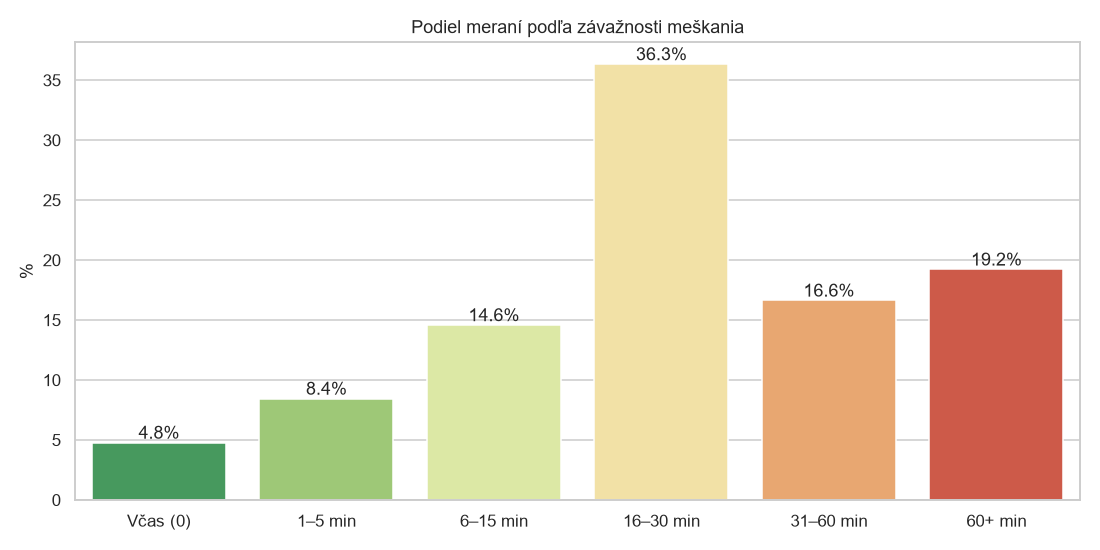 Podiel meraní podľa závažnosti meškania
%
35
30
25
20
15
10
5
0
4.8%
8.4%
14.6%
36.3%
16.6%
19.2%
Včas (0)
1–5 min
6–15 min
16–30 min
31–60 min
60+ min